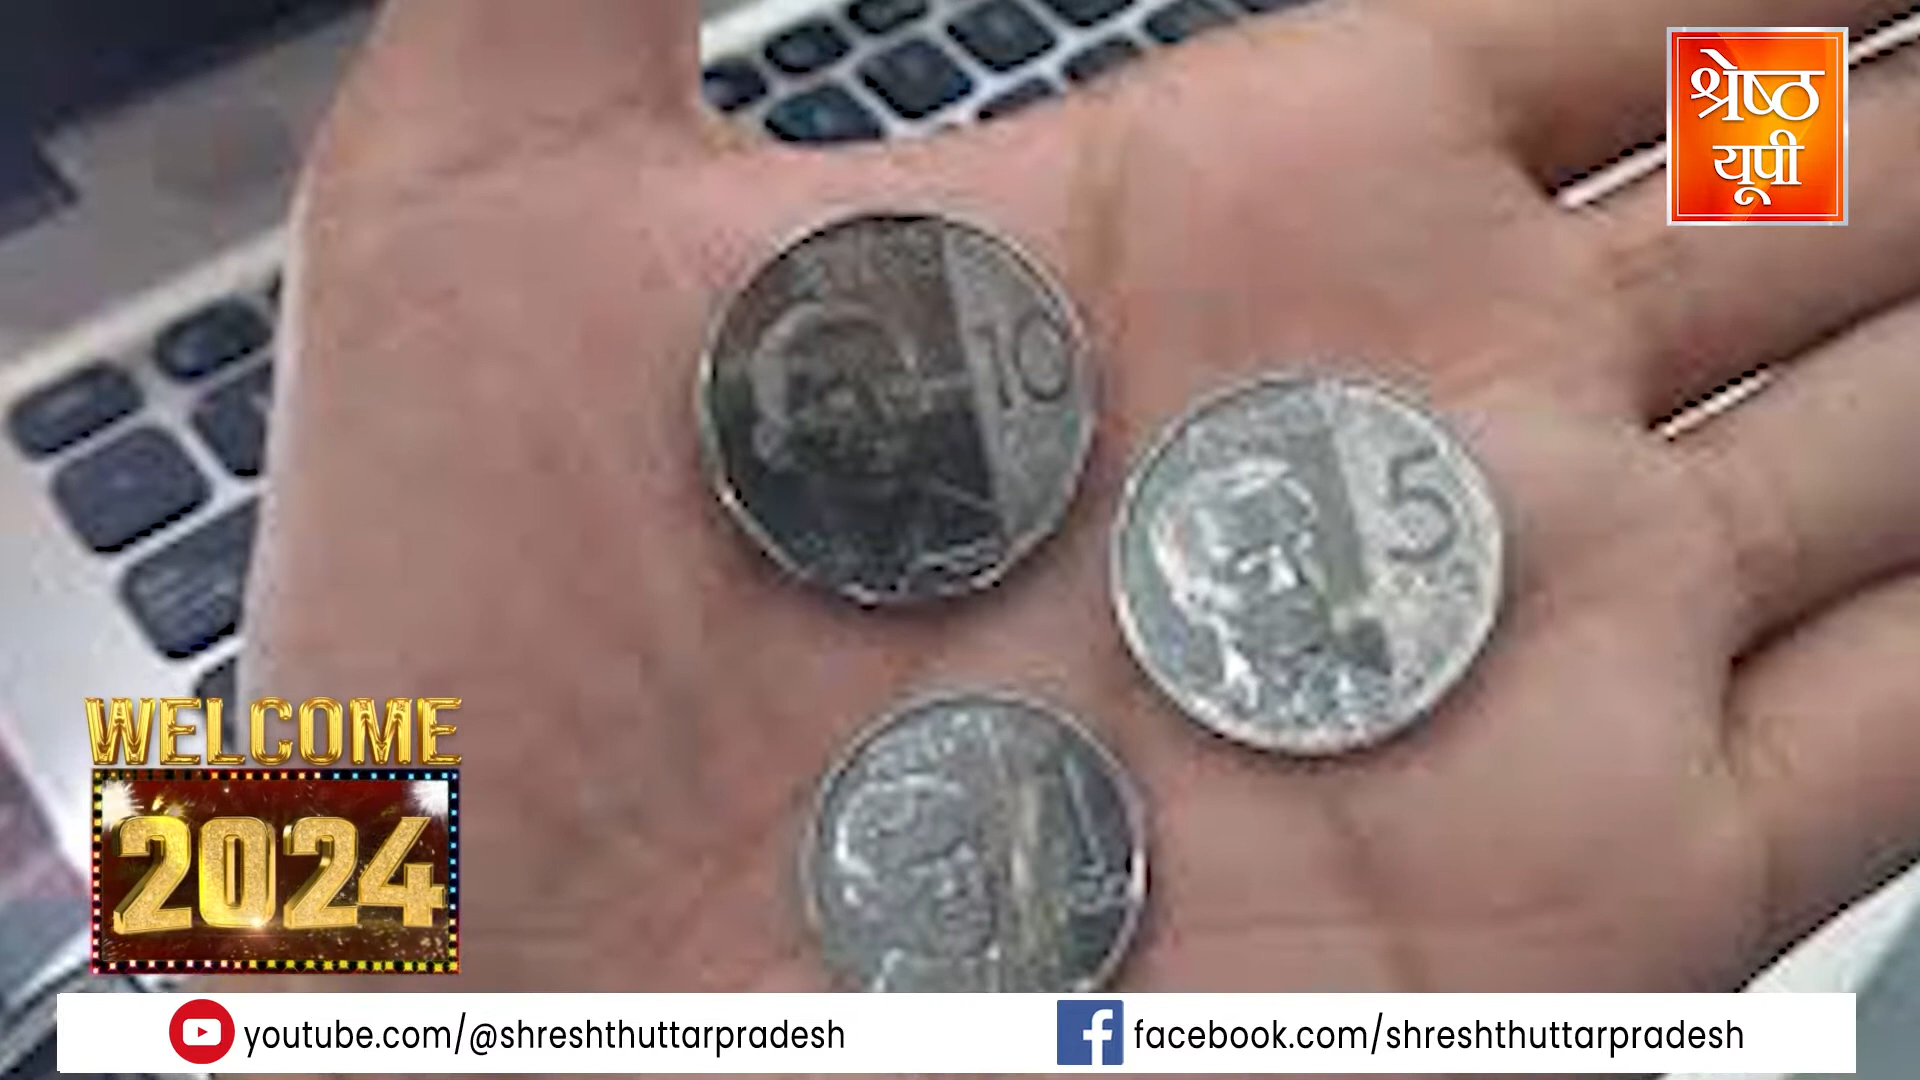 श्रेष्ठ
यूपी
10
5
WELCOME
2024
youtube.com/@shreshthuttarpradesh
facebook.com/shreshthuttarpradesh